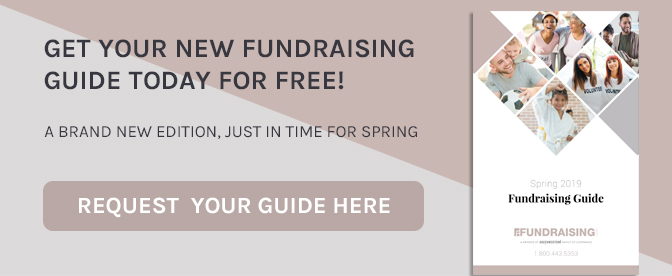 GET YOUR NEW FUNDRAISING
GUIDE TODAY FOR FREE!
A BRAND NEW EDITION, JUST IN TIME FOR SPRING
REQUEST YOUR GUIDE HERE
VOLUNTEER
Spring 2019
Fundraising Guide
FUNDRAISING
1 800.443.5353